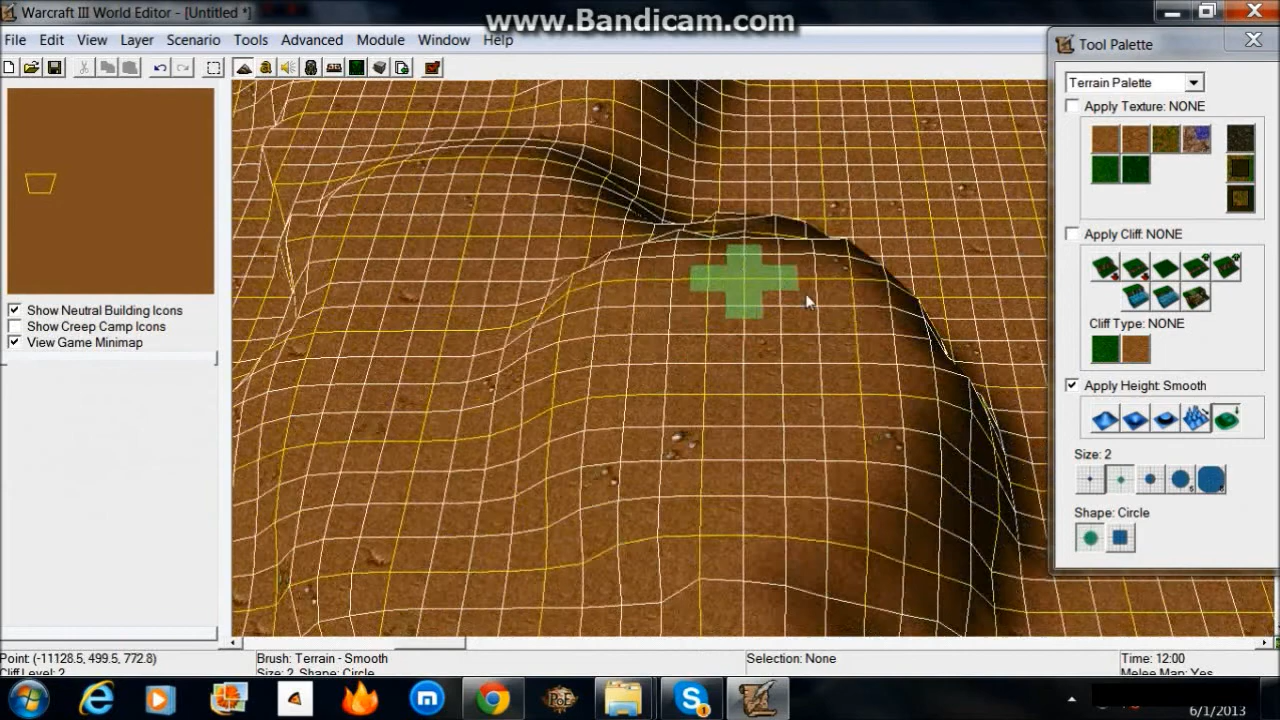 Warcraft III World Editor - [Untitled *]
www.Bandicam.com
File Edit View Layer Scenario Tools Advanced Module Window Help
Tool Palette
Terrain Palette
Apply Texture: NONE
Apply Cliff: NONE
Cliff Type: NONE
Apply Height: Smooth
Size: 2
Shape: Circle
Show Neutral Building Icons
Show Creep Camp Icons
View Game Minimap
Point: (-11128.5, 499.5, 772.8)
Cliff Level: 2
Brush: Terrain - Smooth
Size: 2, Shape: Circle
Selection: None
Time: 12:00
Melee Map: Yes
PoE
6/1/2013